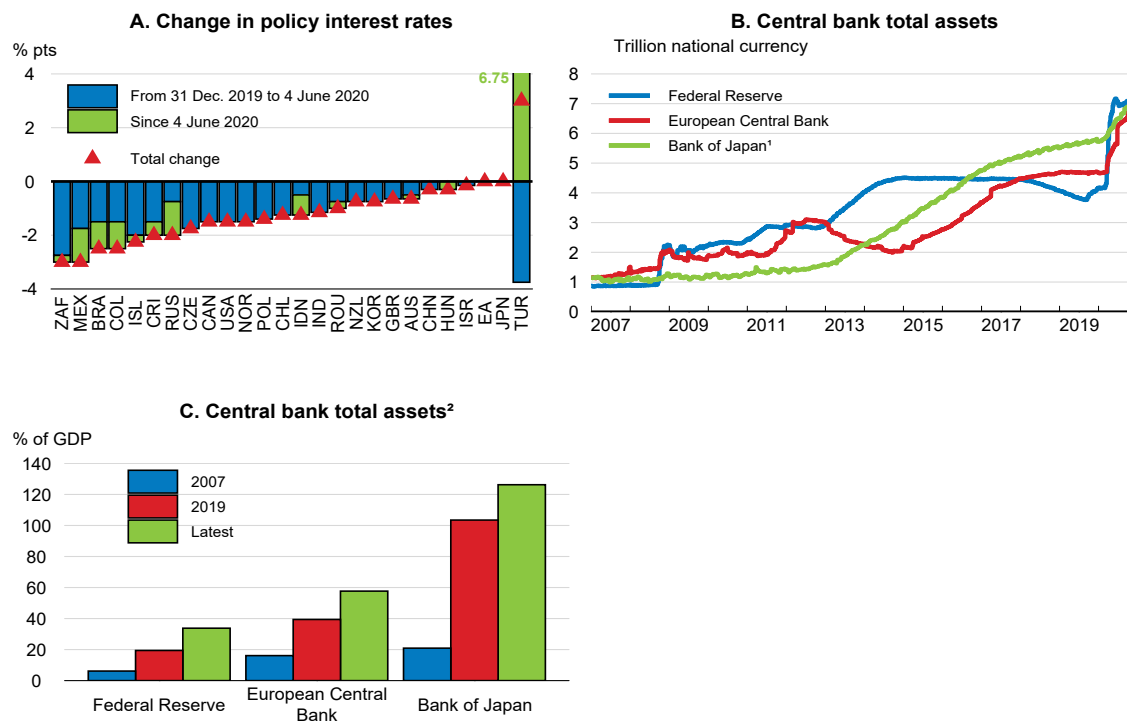 A. Change in policy interest rates
% pts
4
2
0
-2
-4
6.75
From 31 Dec. 2019 to 4 June 2020
Since 4 June 2020
Total change
ZAF
MEX
BRA
COL
ISL
CRI
RUS
CZE
CAN
USA
NOR
POL
CHL
IDN
IND
ROU
NZL
KOR
GBR
AUS
CHN
HUN
ISR
EA
JPN
TUR
B. Central bank total assets
Trillion national currency
8
7
6
5
4
3
2
1
0
Federal Reserve
European Central Bank
Bank of Japan¹
2007 2009 2011 2013 2015 2017 2019
C. Central bank total assets²
% of GDP
140
120
100
80
60
40
20
0
2007
2019
Latest
Federal Reserve
European Central
Bank
Bank of Japan